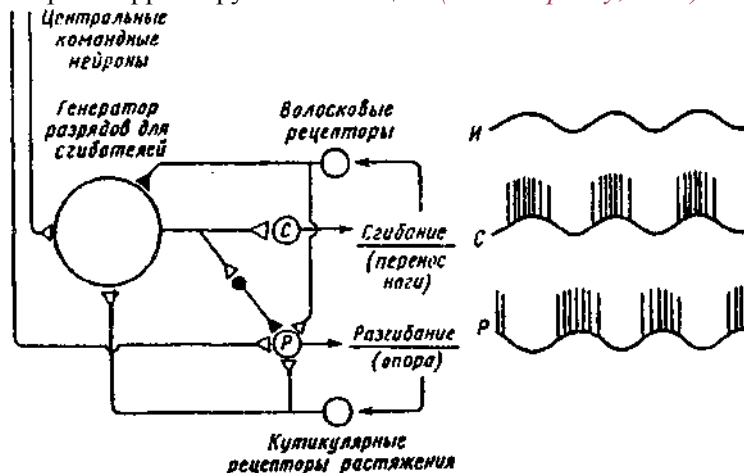 Центральные
командные
нейроны
Генератор
разрядов для
сгибателей
Волосковые
рецепторы
И
С
С
Сгибание
(перенос
ноги)
Р
Разгибание
(опора)
Р
Кутикулярные
рецепторы растяжения